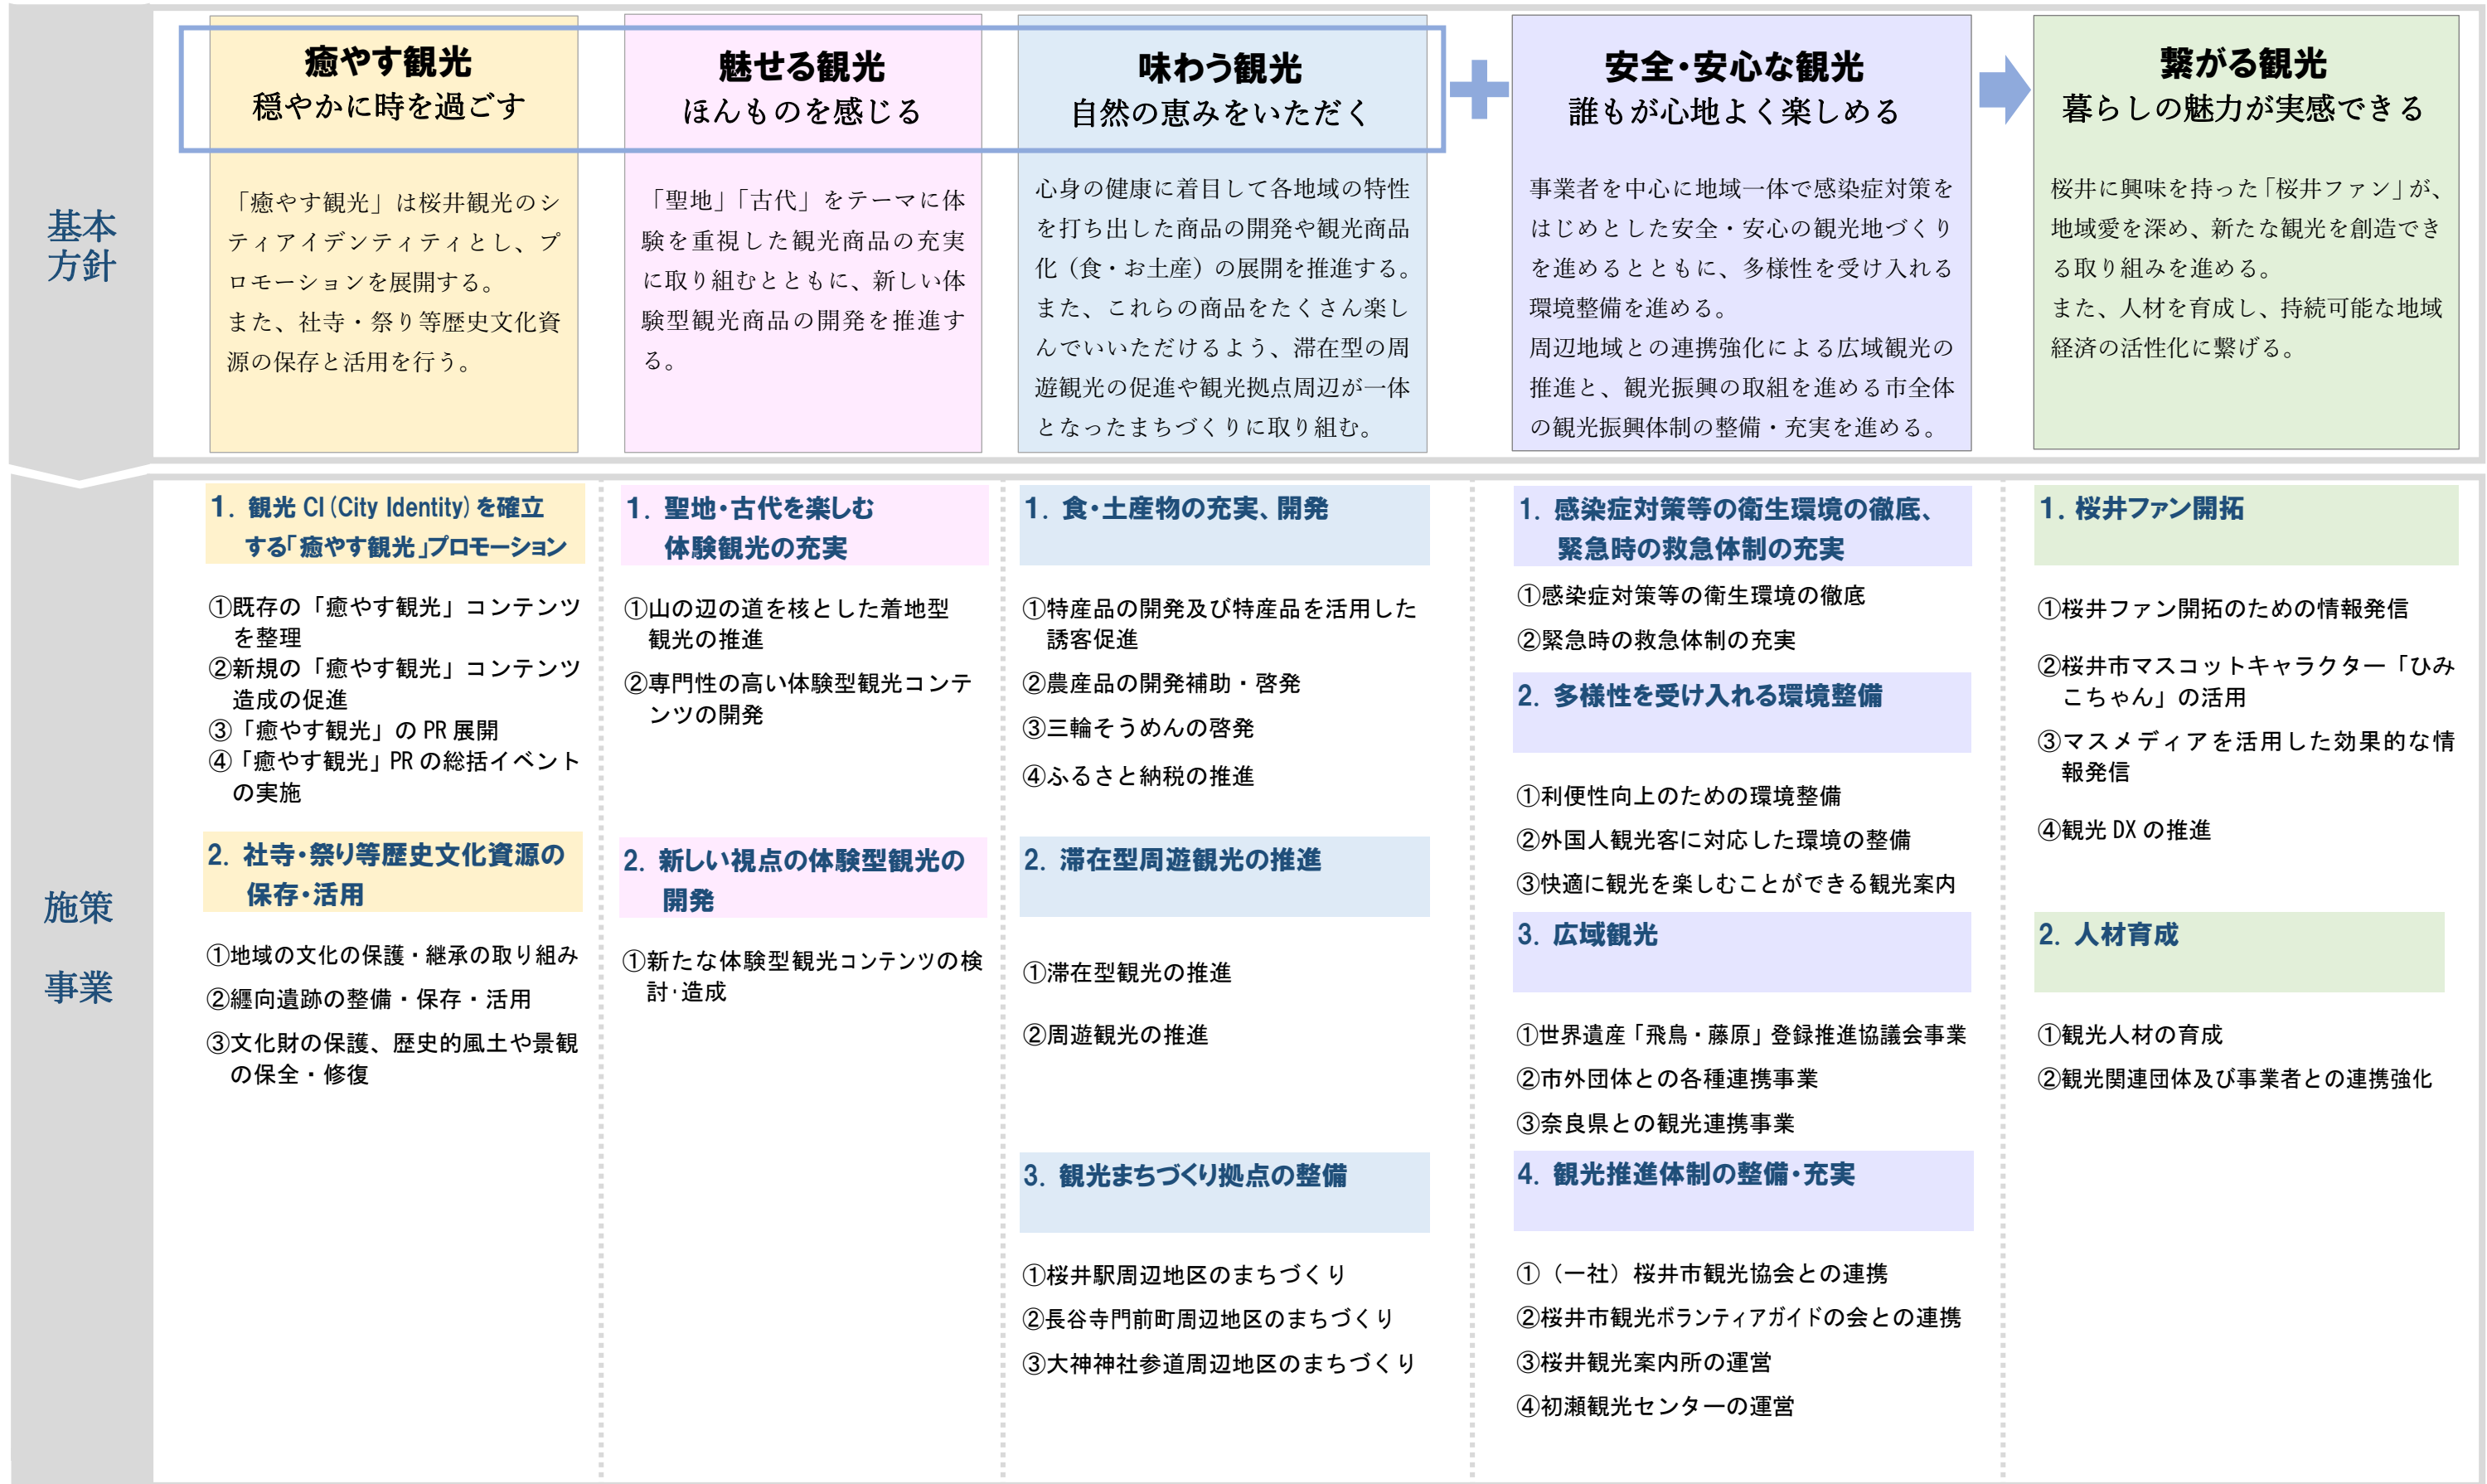 基本
方針
癒やす観光
穏やかに時を過ごす
「癒やす観光」は桜井観光のシ
ティアイデンティティとし、プ
ロモーションを展開する。
また、社寺・祭り等歴史文化資
源の保存と活用を行う。
魅せる観光
ほんものを感じる
「聖地」「古代」をテーマに体
験を重視した観光商品の充実
に取り組むとともに、新しい体
験型観光商品の開発を推進す
る。
味わう観光
自然の恵みをいただく
心身の健康に着目して各地域の特性
を打ち出した商品の開発や観光商品
化（食・お土産）の展開を推進する。
また、これらの商品をたくさん楽し
んでいいただけるよう、滞在型の周
遊観光の促進や観光拠点周辺が一体
となったまちづくりに取り組む。
安全・安心な観光
誰もが心地よく楽しめる
事業者を中心に地域一体で感染症対策を
はじめとした安全・安心の観光地づくり
を進めるとともに、多様性を受け入れる
環境整備を進める。
周辺地域との連携強化による広域観光の
推進と、観光振興の取組を進める市全体
の観光振興体制の整備・充実を進める。
繋がる観光
暮らしの魅力が実感できる
桜井に興味を持った「桜井ファン」が、
地域愛を深め、新たな観光を創造でき
る取り組みを進める。
また、人材を育成し、持続可能な地域
経済の活性化に繋げる。
施策
事業
1. 観光 CI（City Identity）を確立
する「癒やす観光」プロモーション
①既存の「癒やす観光」コンテンツ
を整理
②新規の「癒やす観光」コンテンツ
造成の促進
③「癒やす観光」の PR 展開
④「癒やす観光」PR の総括イベント
の実施
2. 社寺・祭り等歴史文化資源の
保存・活用
①地域の文化の保護・継承の取り組み
②纒向遺跡の整備・保存・活用
③文化財の保護、歴史的風土や景観
の保全・修復
1. 聖地・古代を楽しむ
体験観光の充実
①山の辺の道を核とした着地型
観光の推進
②専門性の高い体験型観光コンテ
ンツの開発
2. 新しい視点の体験型観光の
開発
①新たな体験型観光コンテンツの検
討・造成
1. 食・土産物の充実、開発
①特産品の開発及び特産品を活用した
誘客促進
②農産品の開発補助・啓発
③三輪そうめんの啓発
④ふるさと納税の推進
2. 滞在型周遊観光の推進
①滞在型観光の推進
②周遊観光の推進
3. 観光まちづくり拠点の整備
①桜井駅周辺地区のまちづくり
②長谷寺門前町周辺地区のまちづくり
③大神神社参道周辺地区のまちづくり
1. 感染症対策等の衛生環境の徹底、
緊急時の救急体制の充実
①感染症対策等の衛生環境の徹底
②緊急時の救急体制の充実
2. 多様性を受け入れる環境整備
①利便性向上のための環境整備
②外国人観光客に対応した環境の整備
③快適に観光を楽しむことができる観光案内
3. 広域観光
①世界遺産「飛鳥・藤原」登録推進協議会事業
②市外団体との各種連携事業
③奈良県との観光連携事業
4. 観光推進体制の整備・充実
①（一社）桜井市観光協会との連携
②桜井市観光ボランティアガイドの会との連携
③桜井観光案内所の運営
④初瀬観光センターの運営
1. 桜井ファン開拓
①桜井ファン開拓のための情報発信
②桜井市マスコットキャラクター「ひみ
こちゃん」の活用
③マスメディアを活用した効果的な情
報発信
④観光 DX の推進
2. 人材育成
①観光人材の育成
②観光関連団体及び事業者との連携強化